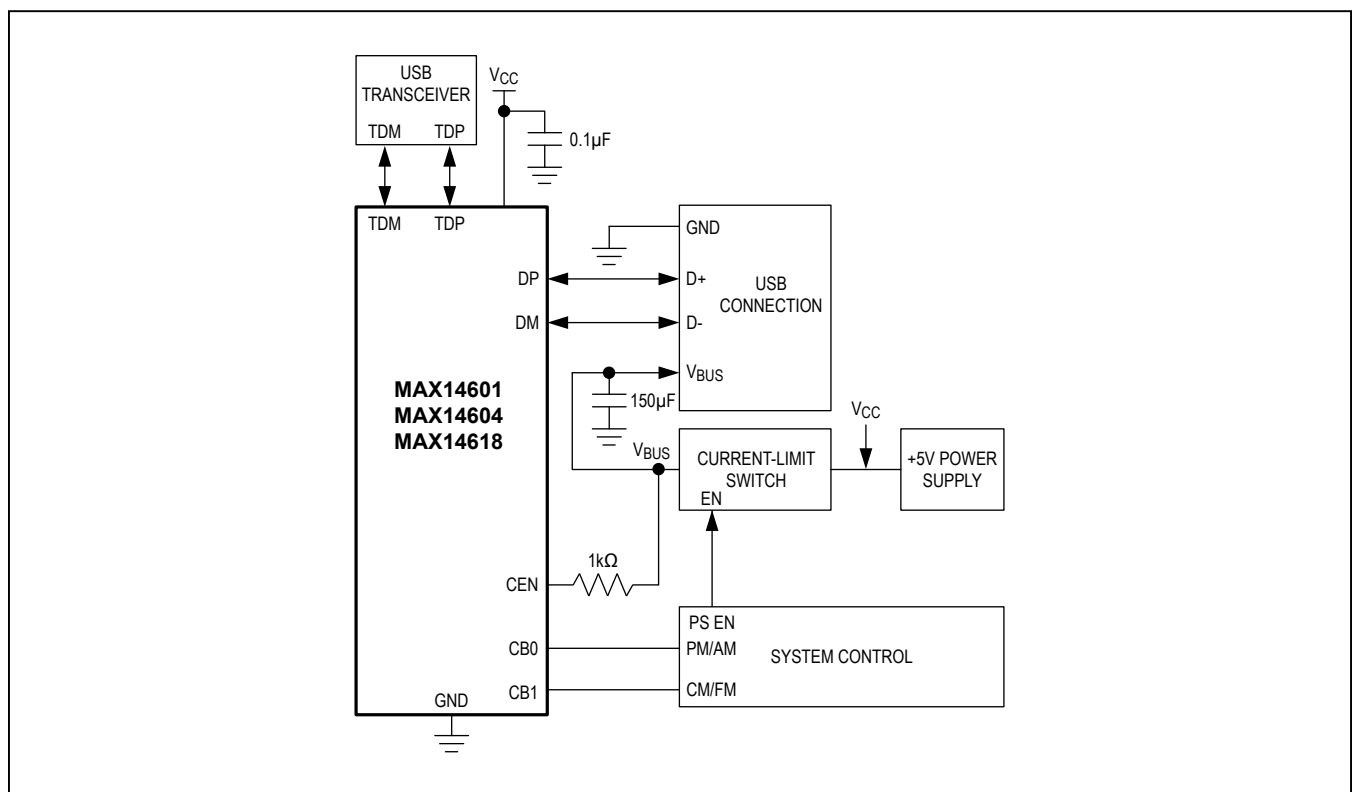 USB
TRANSCEIVER
TDM TDP
VCC
0.1µF
TDM TDP
DP
DM
MAX14601
MAX14604
MAX14618
CEN
CB0
CB1
GND
GND
D+
D-
VBUS
USB
CONNECTION
150µF
VBUS
CURRENT-LIMIT
SWITCH
EN
VCC
+5V POWER
SUPPLY
1kΩ
PS EN
PM/AM
CM/FM
SYSTEM CONTROL